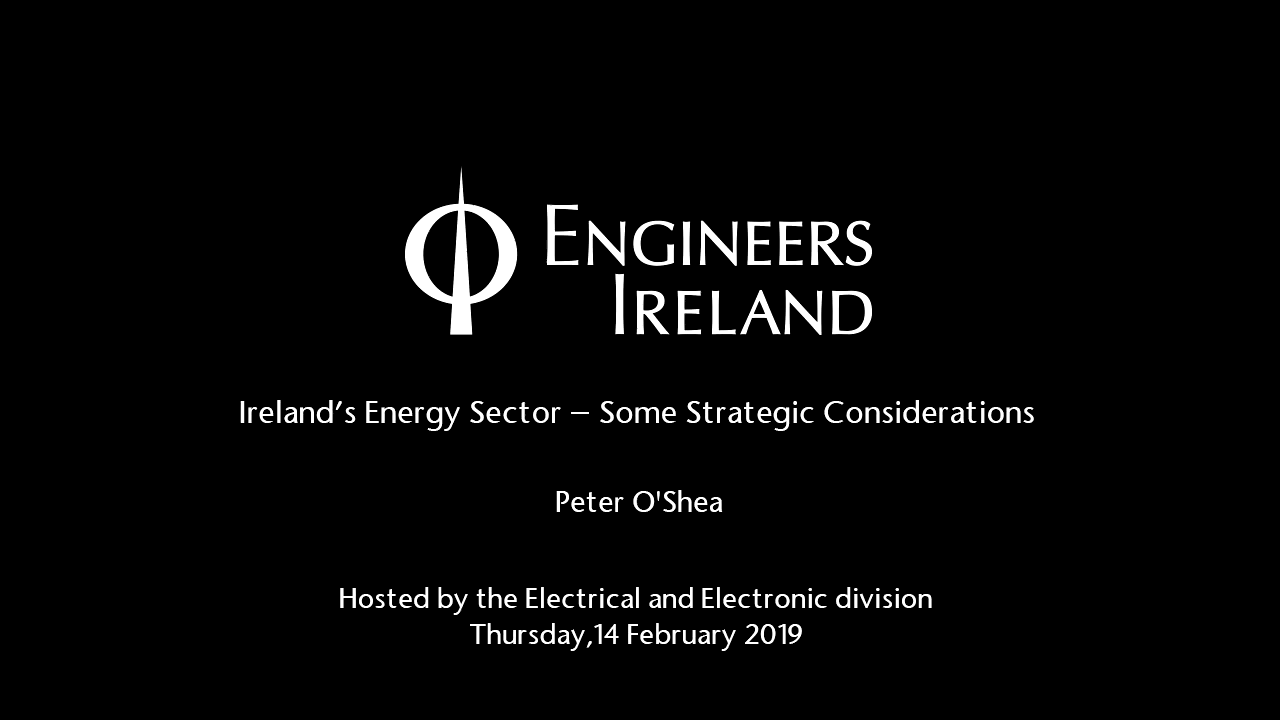 ENGINEERS
IRELAND
Ireland’s Energy Sector – Some Strategic Considerations
Peter O'Shea
Hosted by the Electrical and Electronic division
Thursday,14 February 2019